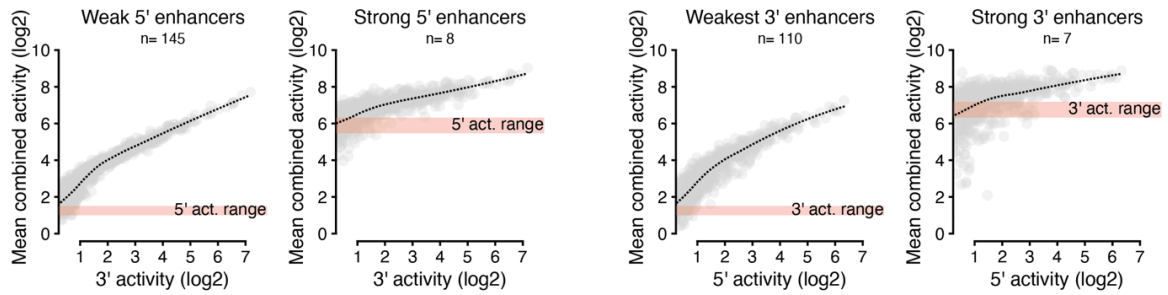 Weak 5' enhancers
n= 145
Mean combined activity (log2)
10
8
6
4
2
0
5' act. range
1 2 3 4 5 6 7
3' activity (log2)
Strong 5' enhancers
n= 8
Mean combined activity (log2)
10
8
6
4
2
0
5' act. range
1 2 3 4 5 6 7
3' activity (log2)
Weakest 3' enhancers
n= 110
Mean combined activity (log2)
10
8
6
4
2
0
3' act. range
1 2 3 4 5 6 7
5' activity (log2)
Strong 3' enhancers
n= 7
Mean combined activity (log2)
10
8
6
4
2
0
3' act. range
1 2 3 4 5 6 7
5' activity (log2)